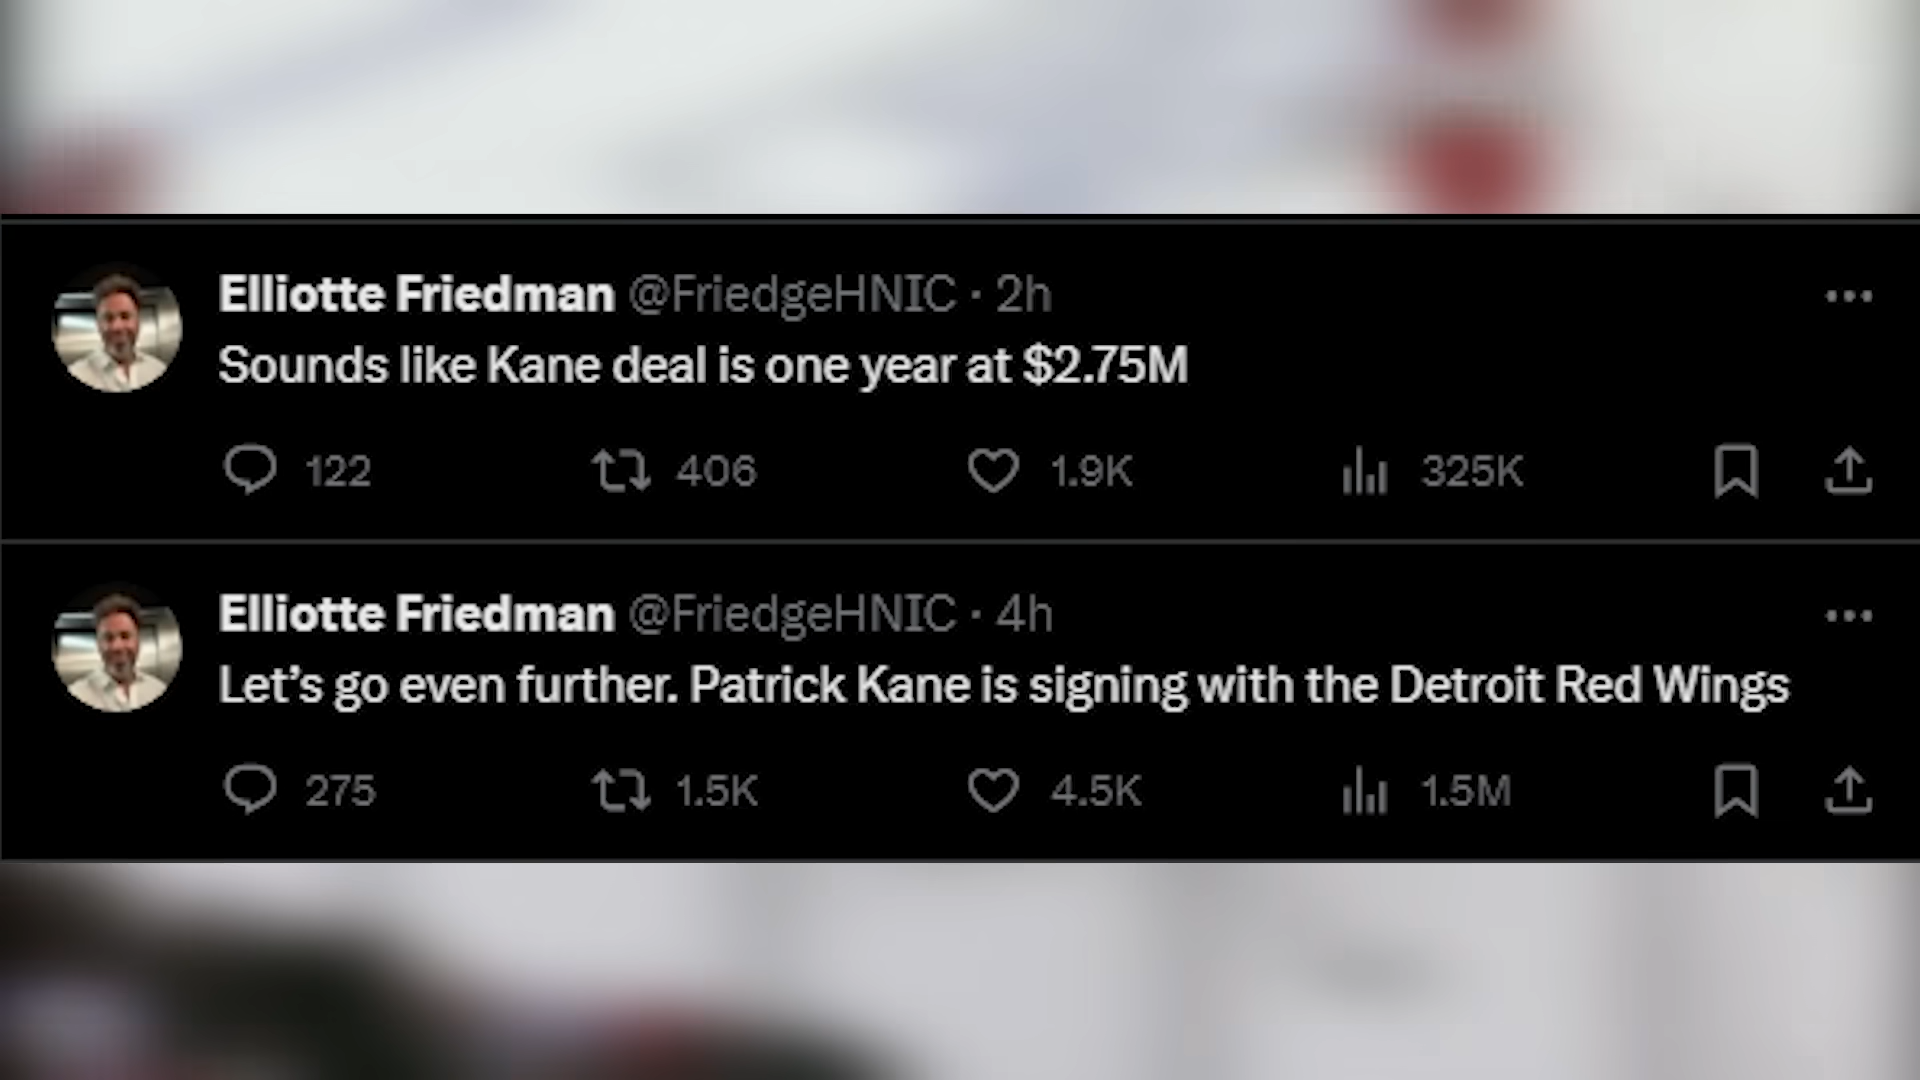 Elliotte Friedman @FriedgeHNIC · 2h
Sounds like Kane deal is one year at $2.75M
122 406 1.9K 325K
Elliotte Friedman @FriedgeHNIC · 4h
Let’s go even further. Patrick Kane is signing with the Detroit Red Wings
275 1.5K 4.5K 1.5M